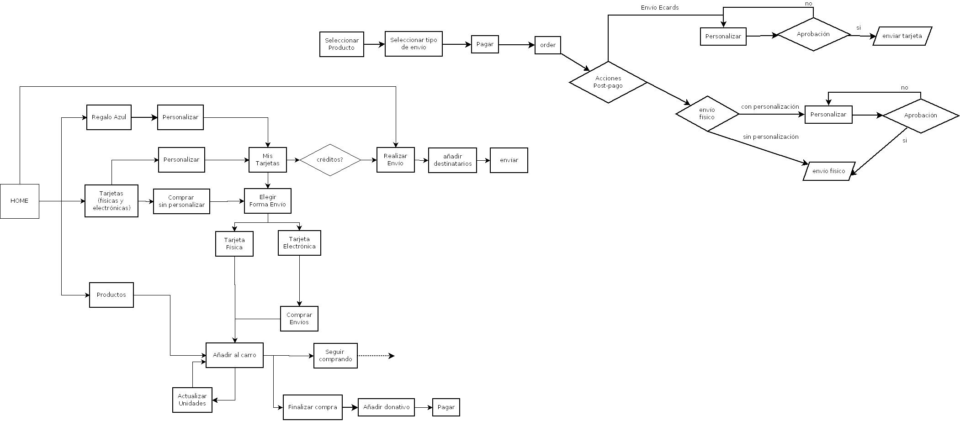 Envío Ecards
no
Seleccionar
Producto
Seleccionar tipo
de envío
Pagar
order
Personalizar
Aprobación
si
enviar tarjeta
Acciones
Post-pago
envio
físico
con personalización
Personalizar
no
Aprobación
sin personalización
si
envio físico
Regalo Azul
Personalizar
Personalizar
Mis
Tarjetas
créditos?
Realizar
Envío
añadir
destinatarios
enviar
HOME
Tarjetas
(físicas y
electrónicas)
Comprar
sin personalizar
Elegir
Forma Envio
Tarjeta
Física
Tarjeta
Electrónica
Productos
Comprar
Envíos
Añadir al carro
Seguir
comprando
Actualizar
Unidades
Finalizar compra
Añadir donativo
Pagar